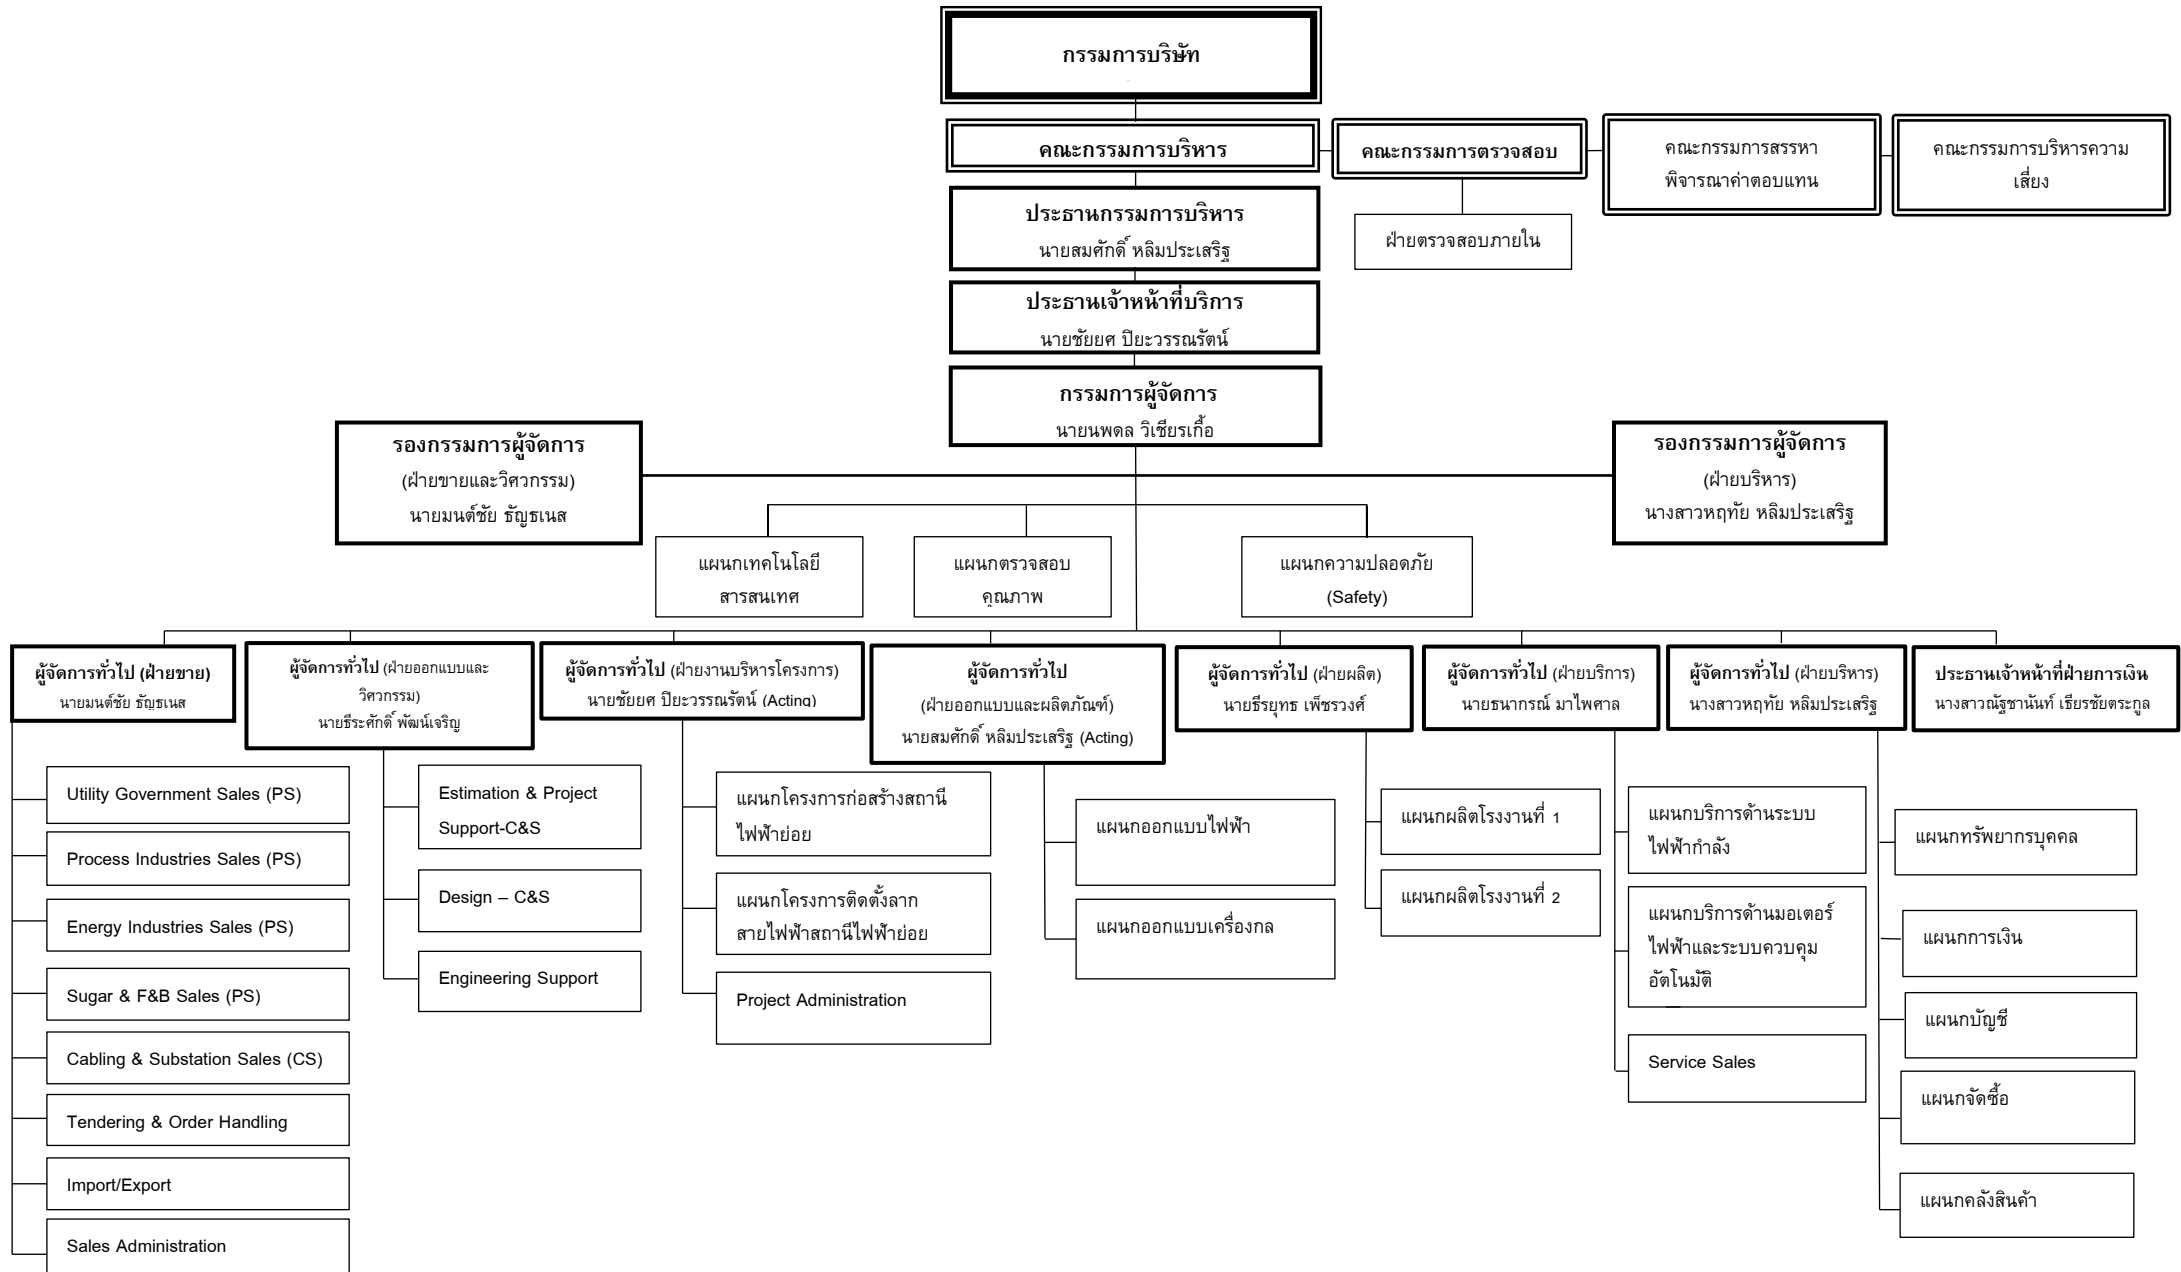 กรรมการบริษัท
คณะกรรมการบริหาร
คณะกรรมการตรวจสอบ
คณะกรรมการสรรหา
พิจารณาค่าตอบแทน
คณะกรรมการบริหารความ
เสี่ยง
ฝ่ายตรวจสอบภายใน
ประธานกรรมการบริหาร
นายสมศักดิ์ หลิมประเสริฐ
ประธานเจ้าหน้าที่บริการ
นายชัยยศ ปิยะวรรณรัตน์
กรรมการผู้จัดการ
นายนพดล วิเชียรเกื้อ
รองกรรมการผู้จัดการ
(ฝ่ายขายและวิศวกรรม)
นายมนต์ชัย ธัญธเนส
รองกรรมการผู้จัดการ
(ฝ่ายบริหาร)
นางสาวหฤทัย หลิมประเสริฐ
แผนกเทคโนโลยี
สารสนเทศ
แผนกตรวจสอบ
คุณภาพ
แผนกความปลอดภัย
(Safety)
ผู้จัดการทั่วไป (ฝ่ายขาย)
นายมนต์ชัย ธัญธเนส
ผู้จัดการทั่วไป (ฝ่ายออกแบบและ
วิศวกรรม)
นายธีระศักดิ์ พัฒน์เจริญ
ผู้จัดการทั่วไป (ฝ่ายงานบริหารโครงการ)
นายชัยยศ ปิยะวรรณรัตน์ (Acting)
ผู้จัดการทั่วไป
(ฝ่ายออกแบบและผลิตภัณฑ์)
นายสมศักดิ์ หลิมประเสริฐ (Acting)
ผู้จัดการทั่วไป (ฝ่ายผลิต)
นายธีรยุทธ เพ็ชรวงศ์
ผู้จัดการทั่วไป (ฝ่ายบริการ)
นายธนากรณ์ มาไพศาล
ผู้จัดการทั่วไป (ฝ่ายบริหาร)
นางสาวหฤทัย หลิมประเสริฐ
ประธานเจ้าหน้าที่ฝ่ายการเงิน
นางสาวณัฐชานันท์ เธียรชัยตระกูล
Utility Government Sales (PS)
Process Industries Sales (PS)
Energy Industries Sales (PS)
Sugar & F&B Sales (PS)
Cabling & Substation Sales (CS)
Tendering & Order Handling
Import/Export
Sales Administration
Estimation & Project
Support-C&S
Design – C&S
Engineering Support
แผนกโครงการก่อสร้างสถานี
ไฟฟ้าย่อย
แผนกโครงการติดตั้งลาก
สายไฟฟ้าสถานีไฟฟ้าย่อย
Project Administration
แผนกออกแบบไฟฟ้า
แผนกออกแบบเครื่องกล
แผนกผลิตโรงงานที่ 1
แผนกผลิตโรงงานที่ 2
แผนกบริการด้านระบบ
ไฟฟ้ากำลัง
แผนกบริการด้านมอเตอร์
ไฟฟ้าและระบบควบคุม
อัตโนมัติ
Service Sales
แผนกทรัพยากรบุคคล
แผนกการเงิน
แผนกบัญชี
แผนกจัดซื้อ
แผนกคลังสินค้า